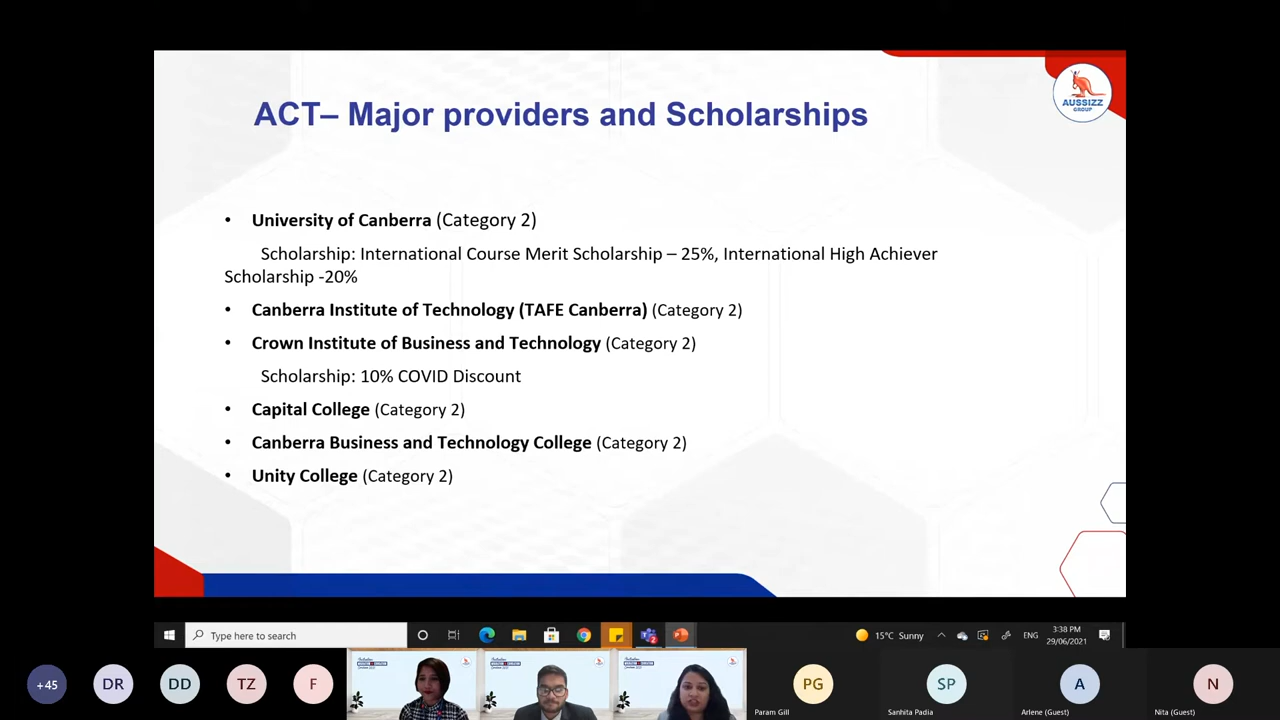 ACT– Major providers and Scholarships
AUSSIZZ
GROUP
• University of Canberra (Category 2)
Scholarship: International Course Merit Scholarship – 25%, International High Achiever
Scholarship -20%
• Canberra Institute of Technology (TAFE Canberra) (Category 2)
• Crown Institute of Business and Technology (Category 2)
Scholarship: 10% COVID Discount
• Capital College (Category 2)
• Canberra Business and Technology College (Category 2)
• Unity College (Category 2)
Type here to search
15°C Sunny
ENG
3:38 PM
29/06/2021
+45
DR
DD
TZ
F
PG
SP
A
N
Param Gill
Sanhita Padia
Arlene (Guest)
Nita (Guest)